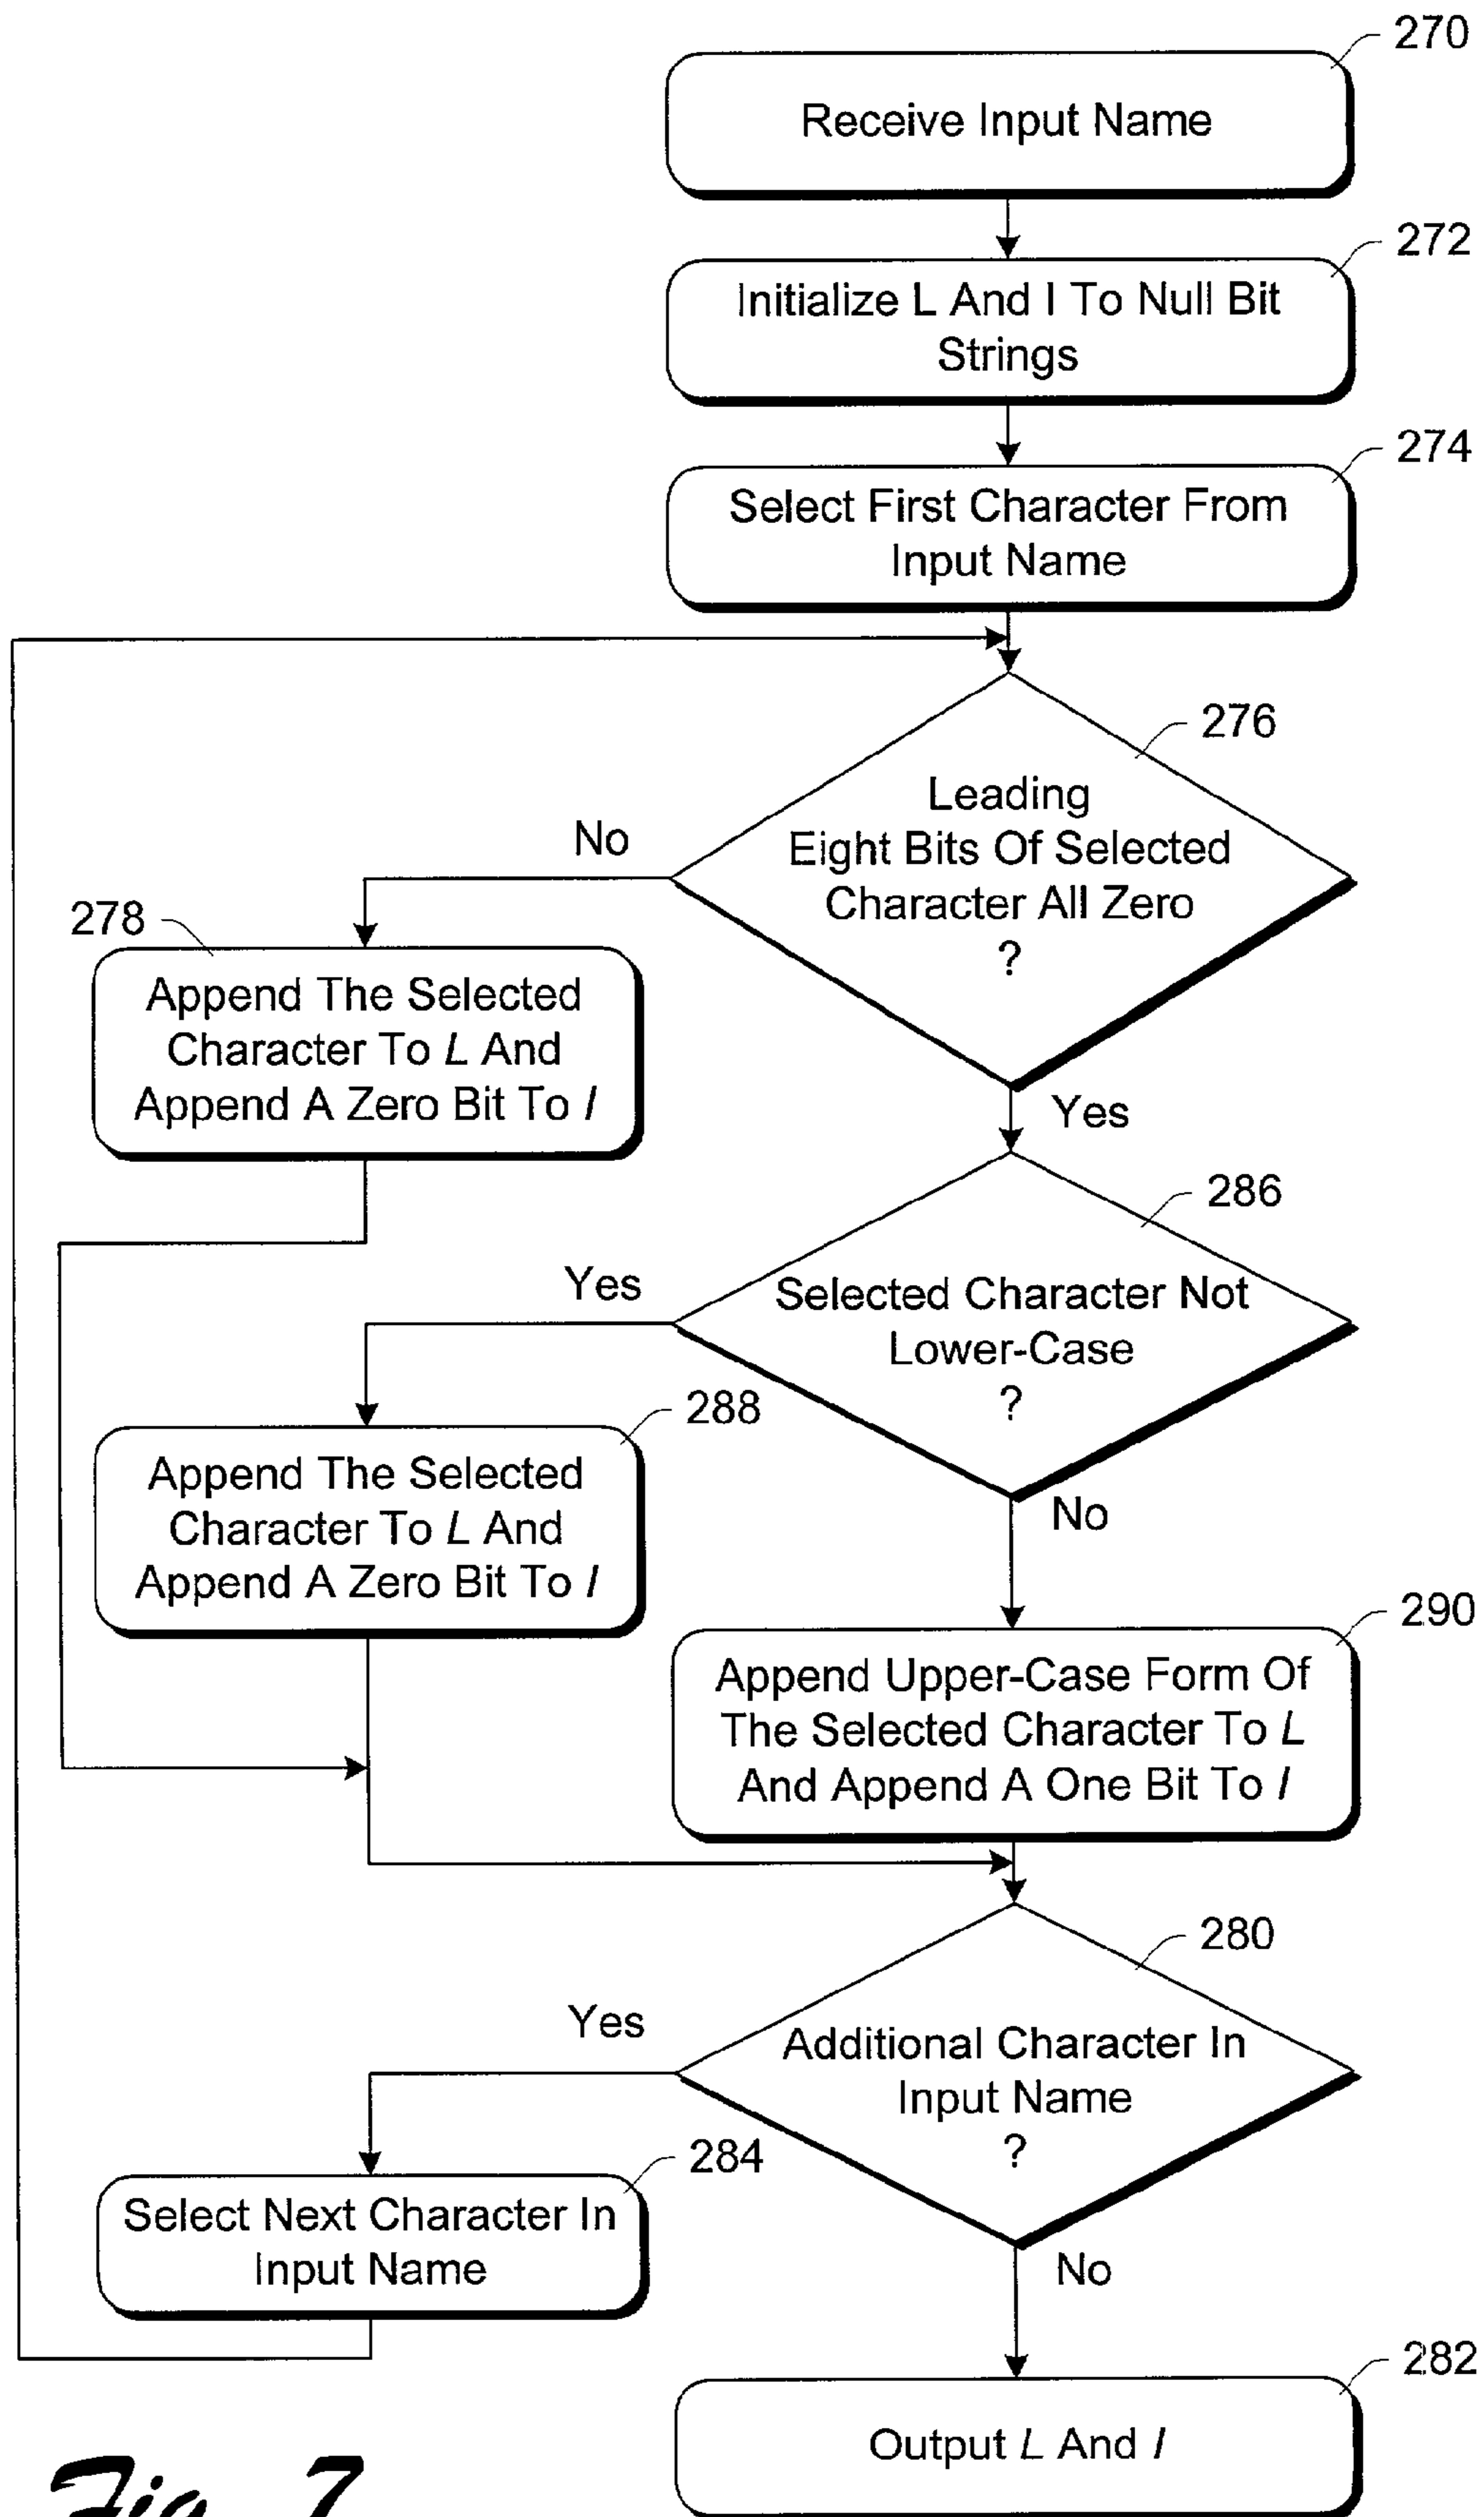 270
Receive Input Name
272
Initialize L And I To Null Bit
Strings
274
Select First Character From
Input Name
276
Leading
Eight Bits Of Selected
Character All Zero
?
No
278
Append The Selected
Character To L And
Append A Zero Bit To I
Yes
286
Selected Character Not
Lower-Case
?
Yes
288
Append The Selected
Character To L And
Append A Zero Bit To I
No
290
Append Upper-Case Form Of
The Selected Character To L
And Append A One Bit To I
280
Additional Character In
Input Name
?
Yes
284
Select Next Character In
Input Name
No
282
Output L And I
Fig. 7